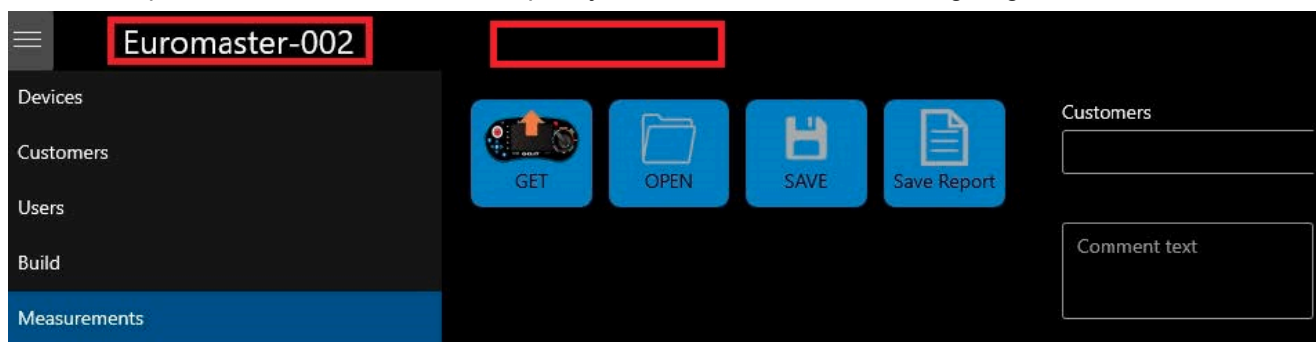 Euromaster-002
Devices
Customers
Users
Build
Measurements
GET
OPEN
SAVE
Save Report
Customers
Comment text